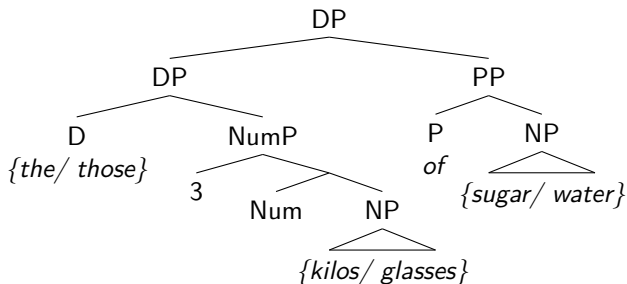 DP
DP PP
D NumP P NP
{the/ those} of {sugar/ water}
3
Num NP
{kilos/ glasses}